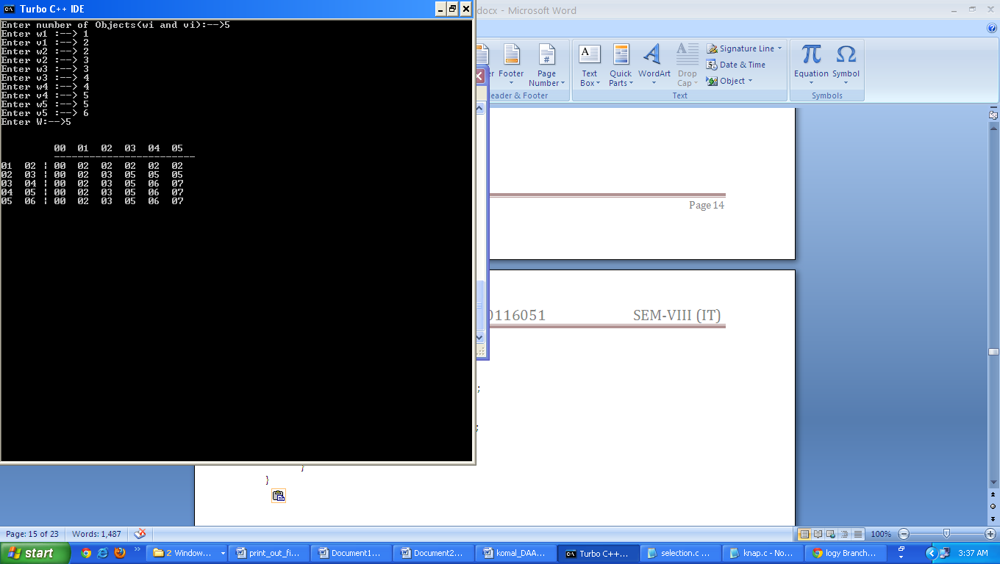 Turbo C++ IDE
.docx - Microsoft Word
Enter number of Objects(wi and vi):-->5
Enter w1 :--> 1
Enter v1 :--> 2
Enter w2 :--> 2
Enter v2 :--> 3
Enter w3 :--> 3
Enter v3 :--> 4
Enter w4 :--> 4
Enter v4 :--> 5
Enter w5 :--> 5
Enter v5 :--> 6
Enter W:-->5
00 01 02 03 04 05
------------------------
01 02 ¦ 00 02 02 02 02 02
02 03 ¦ 00 02 03 05 05 05
03 04 ¦ 00 02 03 05 06 07
04 05 ¦ 00 02 03 05 06 07
05 06 ¦ 00 02 03 05 06 07
er Footer Page Number
eader & Footer
Text Box Quick Parts WordArt Drop Cap
Signature Line
Date & Time
Object
Text
Equation Symbol
Symbols
Page 14
0116051 SEM-VIII (IT)
;
;
}
}
Page: 15 of 23 Words: 1,487 100%
start 2 Window... print_out_fi... Document1... Document2... komal_DAA... Turbo C++... selection.c ... knap.c - No... logy Branch... 3:37 AM